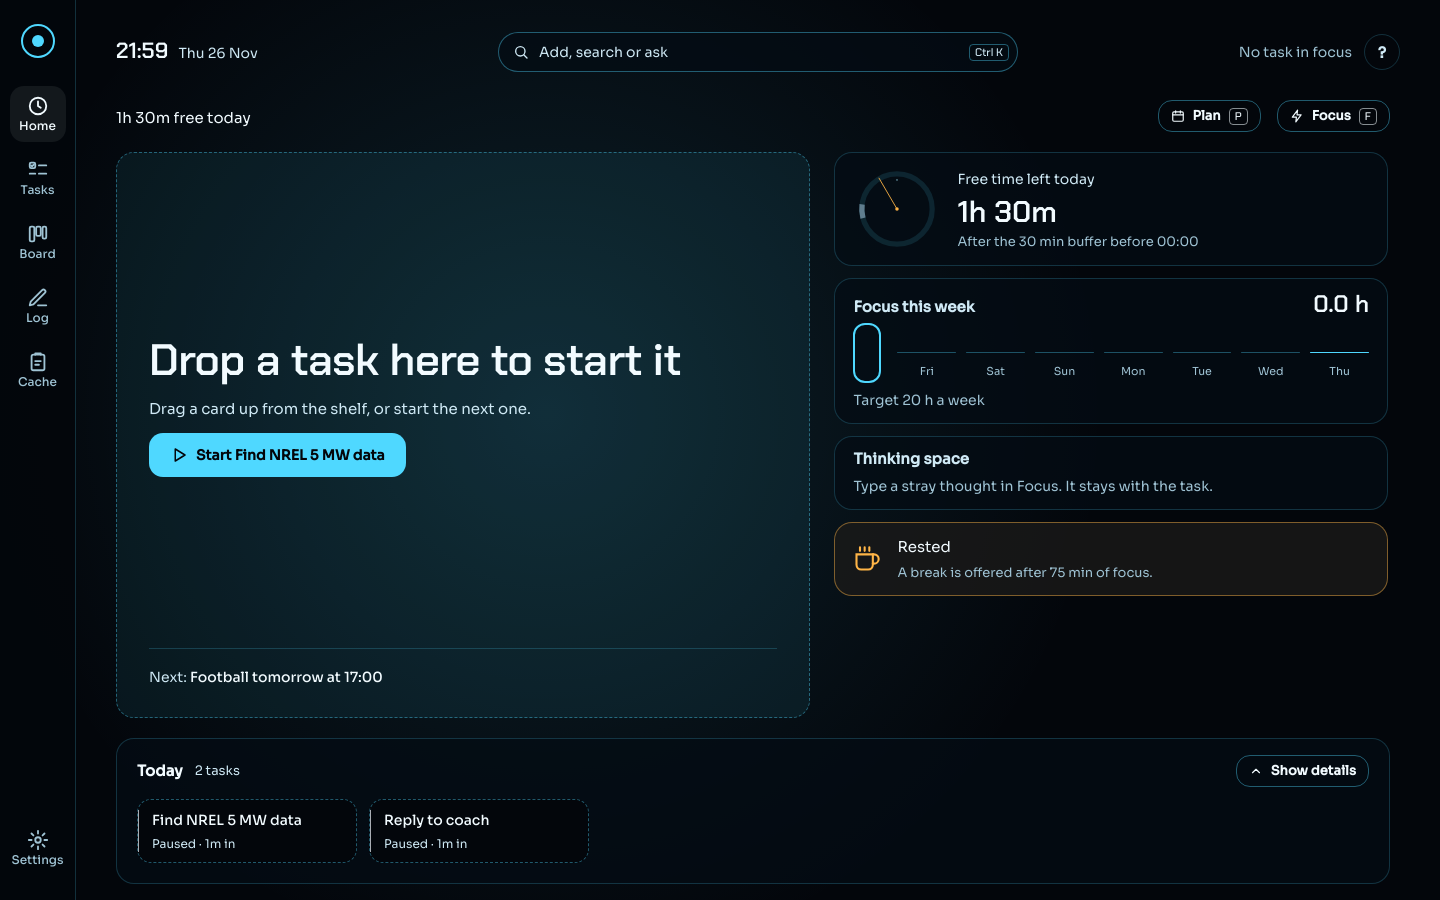 21:59 Thu 26 Nov
Add, search or ask
Ctrl K
No task in focus
?
Home
Tasks
Board
Log
Cache
Settings
1h 30m free today
Plan P
Focus F
Drop a task here to start it
Drag a card up from the shelf, or start the next one.
Start Find NREL 5 MW data
Next: Football tomorrow at 17:00
Free time left today
1h 30m
After the 30 min buffer before 00:00
Focus this week
0.0 h
Fri Sat Sun Mon Tue Wed Thu
Target 20 h a week
Thinking space
Type a stray thought in Focus. It stays with the task.
Rested
A break is offered after 75 min of focus.
Today 2 tasks
Show details
Find NREL 5 MW data
Paused · 1m in
Reply to coach
Paused · 1m in